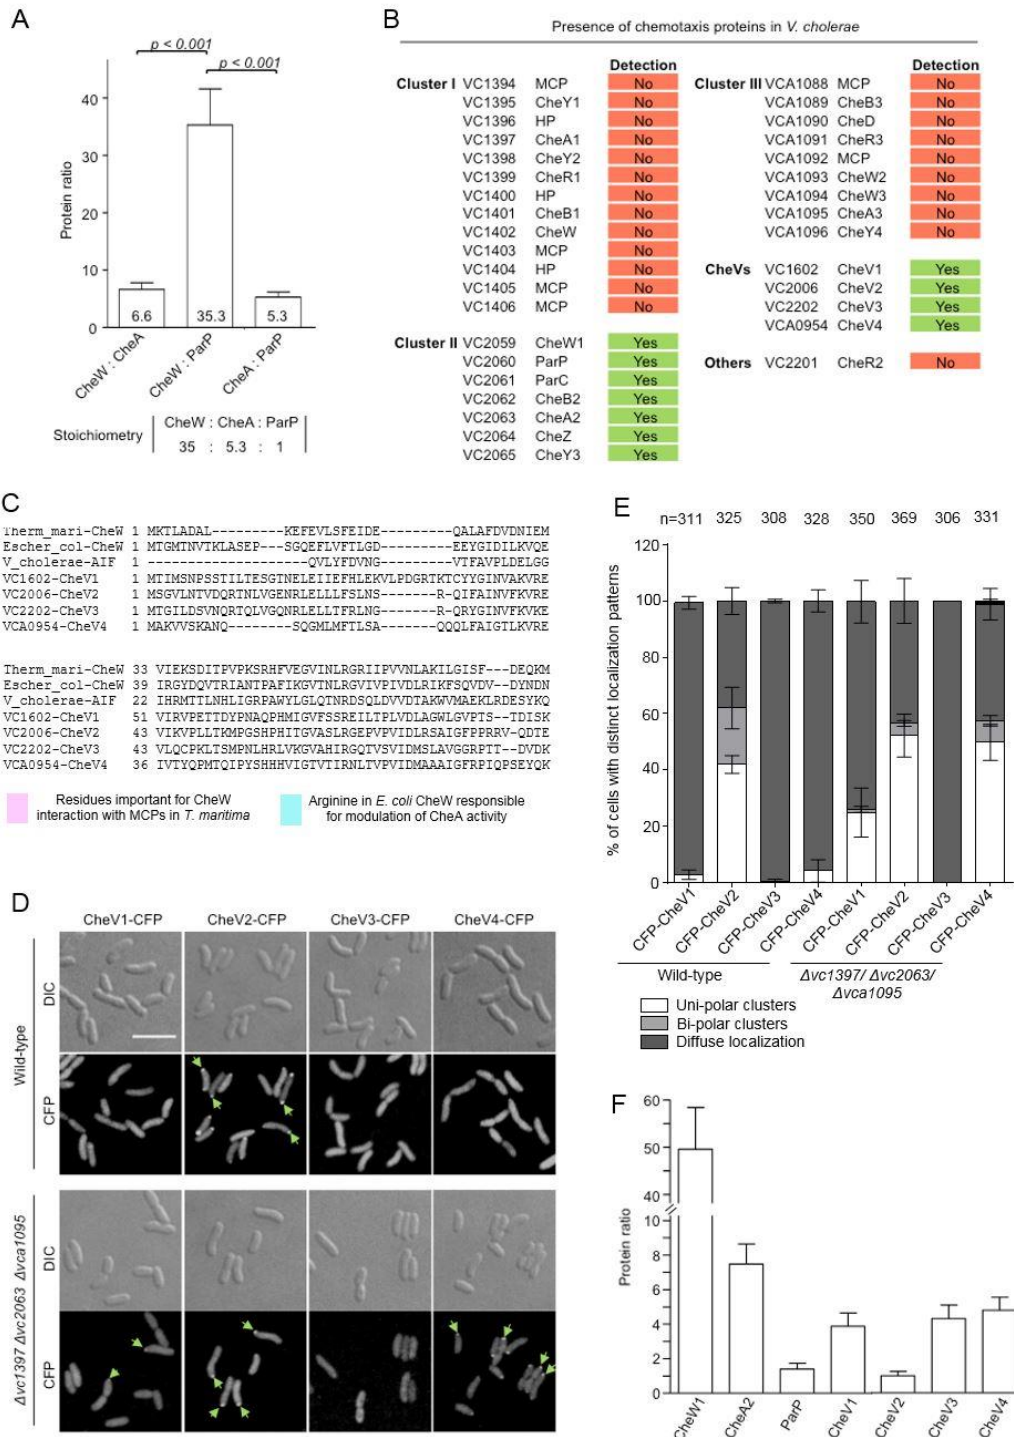 A
p < 0.001
p < 0.001
Protein ratio
40
30
20
10
0
6.6
35.3
5.3
CheW : CheA
CheW : ParP
CheA : ParP
Stoichiometry
CheW : CheA : ParP
35 : 5.3 : 1
B
Presence of chemotaxis proteins in V. cholerae
Detection
Cluster I VC1394 MCP No
VC1395 CheY1 No
VC1396 HP No
VC1397 CheA1 No
VC1398 CheY2 No
VC1399 CheR1 No
VC1400 HP No
VC1401 CheB1 No
VC1402 CheW No
VC1403 MCP No
VC1404 HP No
VC1405 MCP No
VC1406 MCP No
Cluster II VC2059 CheW1 Yes
VC2060 ParP Yes
VC2061 ParC Yes
VC2062 CheB2 Yes
VC2063 CheA2 Yes
VC2064 CheZ Yes
VC2065 CheY3 Yes
Detection
Cluster III VCA1088 MCP No
VCA1089 CheB3 No
VCA1090 CheD No
VCA1091 CheR3 No
VCA1092 MCP No
VCA1093 CheW2 No
VCA1094 CheW3 No
VCA1095 CheA3 No
VCA1096 CheY4 No
CheVs VC1602 CheV1 Yes
VC2006 CheV2 Yes
VC2202 CheV3 Yes
VCA0954 CheV4 Yes
Others VC2201 CheR2 No
C
Therm_mari-CheW 1 MKTLADAL---------KEFEVLSFEIDE--------QALAFDVDNIEM
Escher_col-CheW 1 MTGMTNVTKLASEP---SGQEFLVFTLGD--------EEYGIDILKVQE
V_cholerae-AIF 1 ------------------QVLYFDVNG--------VTFAVPLDELGG
VC1602-CheV1 1 MTIMSNPSSTILTESGTNELEIIEFHLEKVLPDGRTKTCYYGINVAKVRE
VC2006-CheV2 1 MSGVLNTVDQRTNLVGENRLELLLFSLNS--------R-QIFAINVFKVKE
VC2202-CheV3 1 MTGILDSVNQRTQLVGQNRLELLTFRLNG--------RQRYGINVFKVRE
VCA0954-CheV4 1 MAKVVSKANQ-------SQGMLMFTLSA--------QQQLFAIGTLKVRE
Therm_mari-CheW 33 VIEKSDITPVPKSRHFVEGVINLRGRIIPVVNLAKILGISF---DEQKM
Escher_col-CheW 39 IRGYDQVTRIANTPAFIKGVTNLRGVIVPIVDLRIKFSQVDV--DYNDN
V_cholerae-AIF 22 IHRMTTLNHLIGRPAWYLGLQTNRDSQLDVVDTAKWVMAEKLRDESYKQ
VC1602-CheV1 51 VIRVPETTDYPNAQPHMIGVFSSREILTPLVDLAGWLGVPTS--TDISK
VC2006-CheV2 43 VIKVPLLTKMPGSHPHITGVASLRGEPVPVIDLRSAIGFPPRRV-QDTE
VC2202-CheV3 43 VLQCPKLTSMPNLHRLVKGVAHIRGQTVSVIDMSLAVGGRPTT--DVDK
VCA0954-CheV4 36 IVTYQPMTQIPYSHHHVIGTVTIRNLTVPVIDMAAAIGFRPIQPSEYQK
Residues important for CheW
interaction with MCPs in T. maritima
Arginine in E. coli CheW responsible
for modulation of CheA activity
D
CheV1-CFP
CheV2-CFP
CheV3-CFP
CheV4-CFP
Wild-type
DIC
CFP
Δvc1397 Δvc2063 Δvca1095
DIC
CFP
E
n=311 325 308 328 350 369 306 331
% of cells with distinct localization patterns
120
100
80
60
40
20
0
CFP-CheV1
CFP-CheV2
CFP-CheV3
CFP-CheV4
CFP-CheV1
CFP-CheV2
CFP-CheV3
CFP-CheV4
Wild-type
Δvc1397/ Δvc2063/
Δvca1095
Uni-polar clusters
Bi-polar clusters
Diffuse localization
F
Protein ratio
60
50
40
8
6
4
2
0
CheW1
CheA2
ParP
CheV1
CheV2
CheV3
CheV4